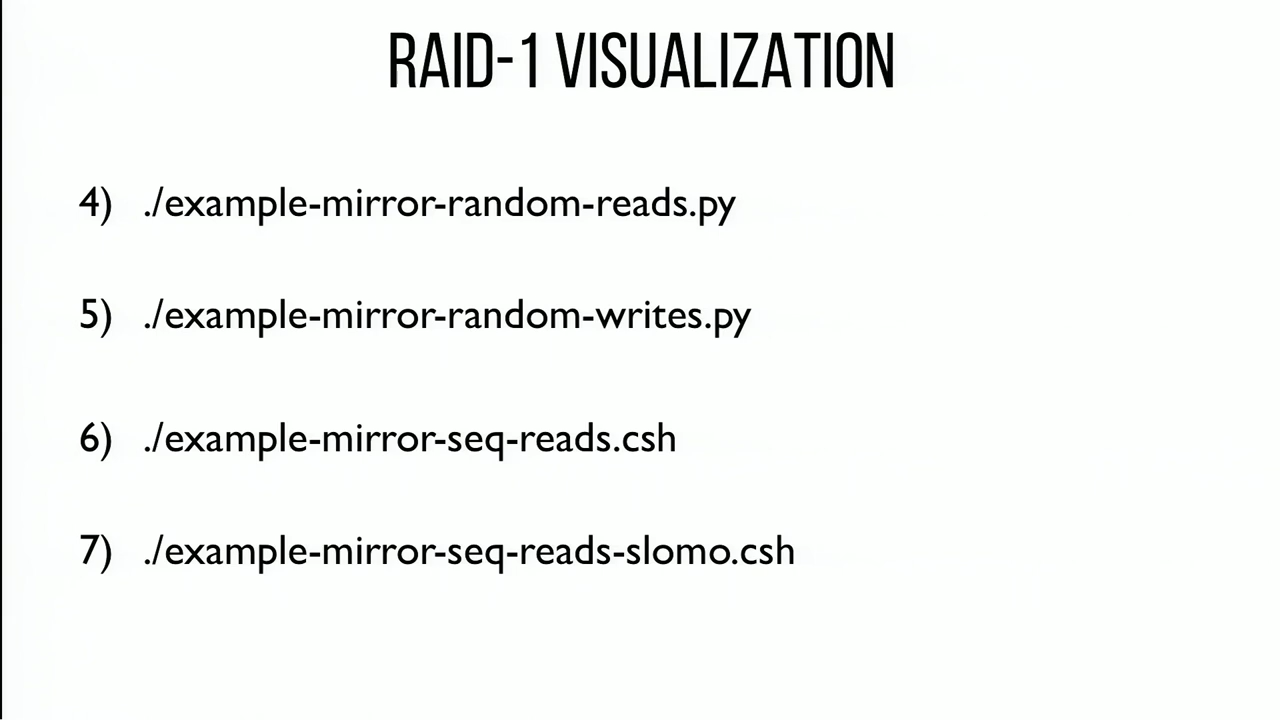 RAID-1 VISUALIZATION
4) ./example-mirror-random-reads.py
5) ./example-mirror-random-writes.py
6) ./example-mirror-seq-reads.csh
7) ./example-mirror-seq-reads-slomo.csh